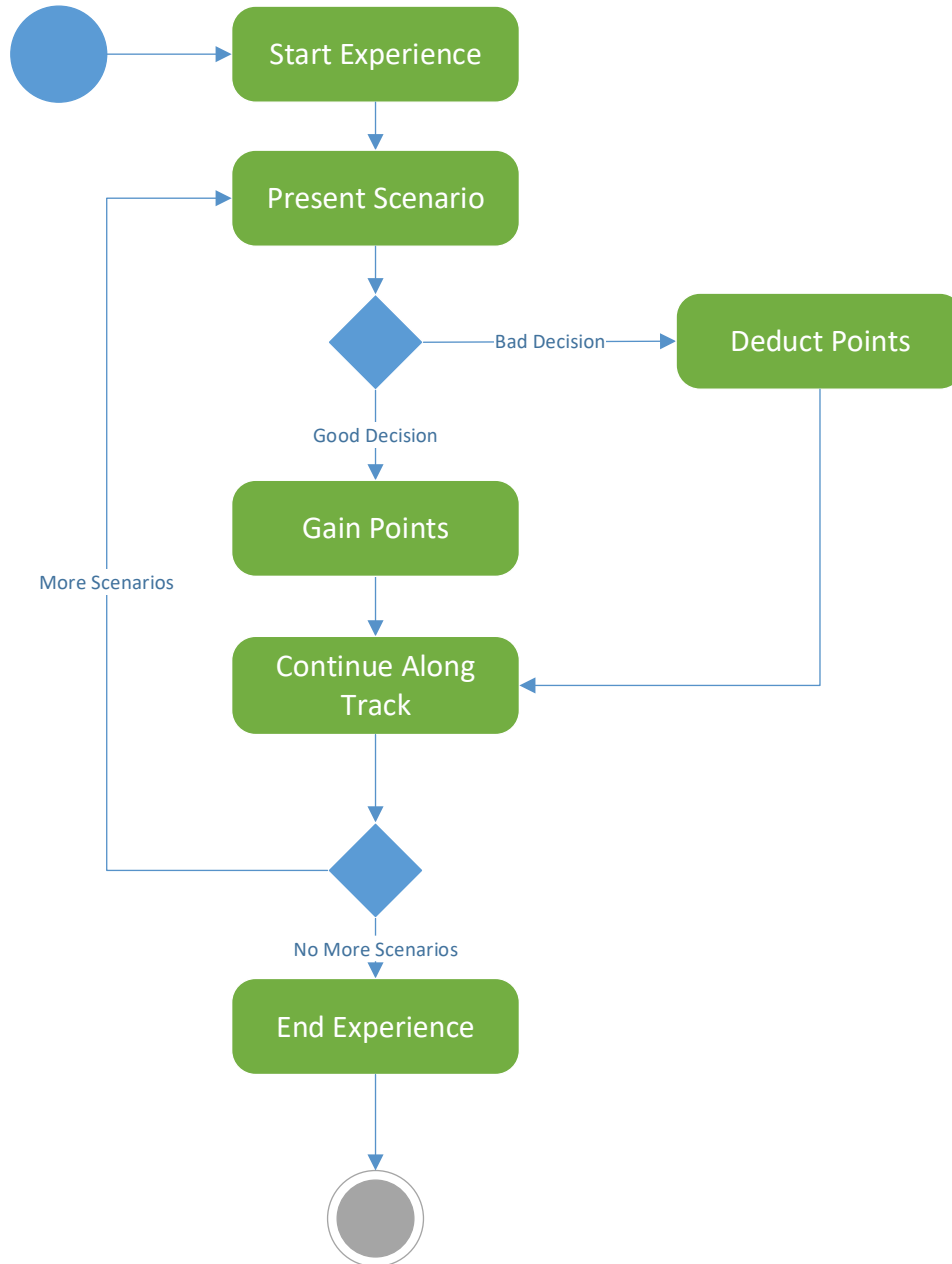 Start Experience
Present Scenario
Bad Decision
Deduct Points
Good Decision
Gain Points
More Scenarios
Continue Along
Track
No More Scenarios
End Experience